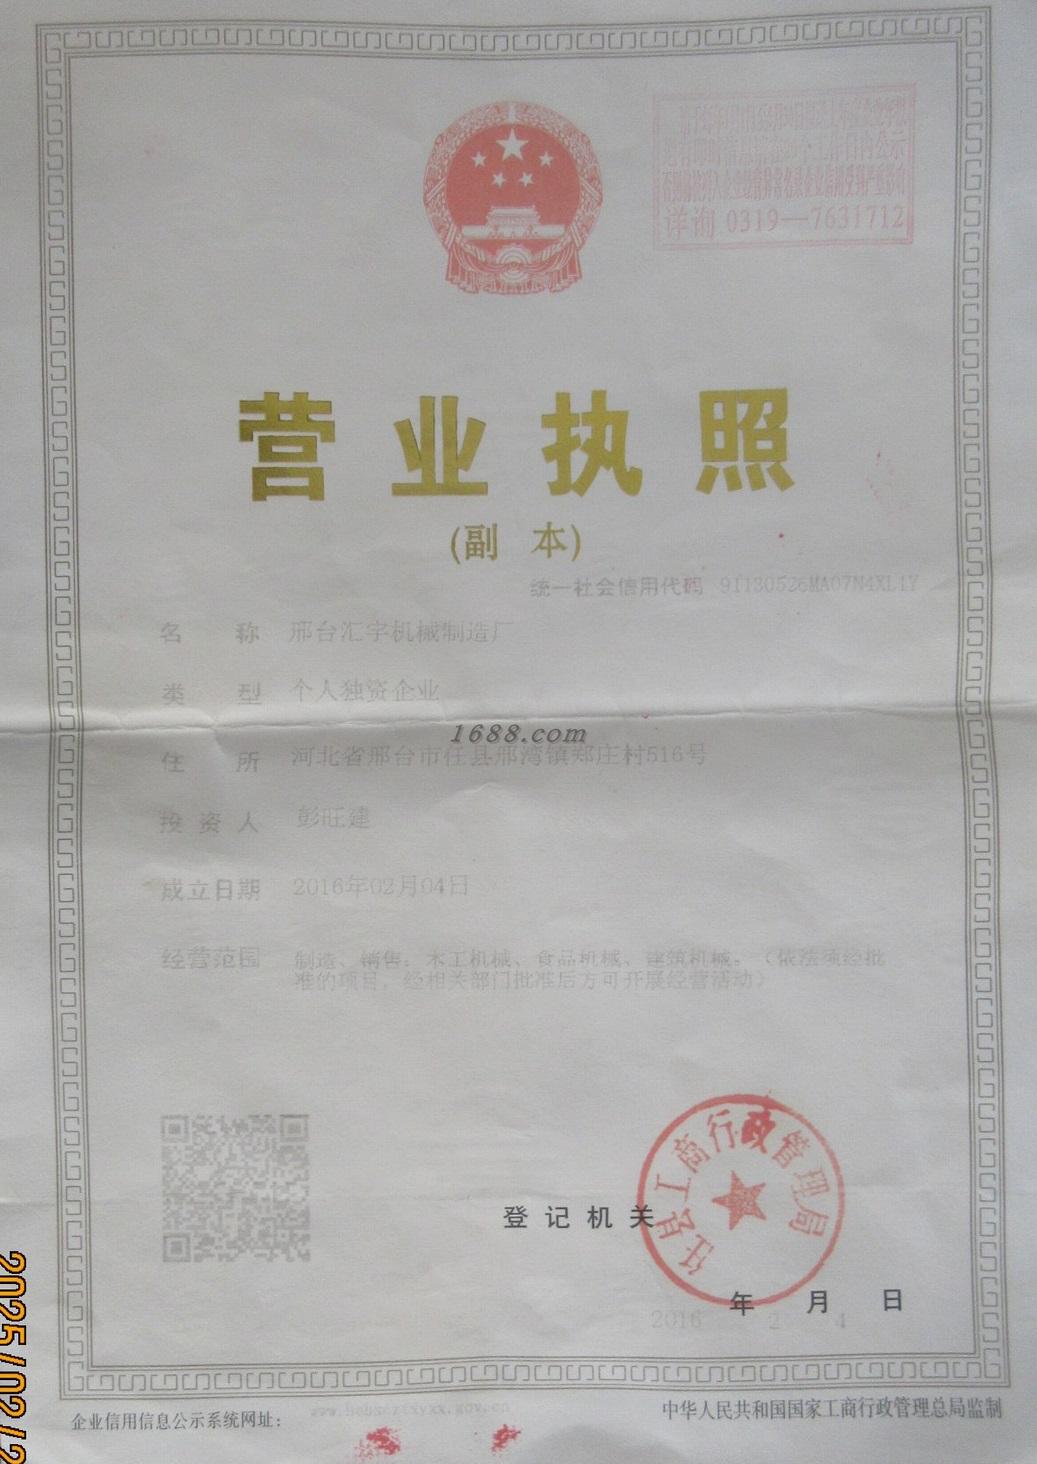 详询 0319—7631712
营业执照
(副 本)
统一社会信用代码 91130526MA07N4XL1Y
名 称 邢台汇宇机械制造厂
类 型 个人独资企业
1688.com
住 所 河北省邢台市任县邢湾镇郑庄村516号
投资人 彭旺建
成立日期 2016年02月04日
经营范围 制造、销售：木工机械、食品机械、建筑机械。（依法须经批
准的项目，经相关部门批准后方可开展经营活动）
任县工商行政管理局
登记机关
年 月 日
2016 2 4
企业信用信息公示系统网址：
中华人民共和国国家工商行政管理总局监制
2025/02/2